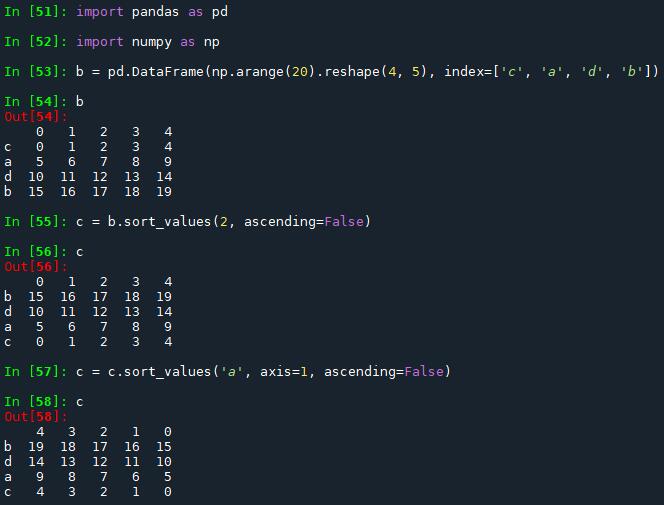 In [51]: import pandas as pd
In [52]: import numpy as np
In [53]: b = pd.DataFrame(np.arange(20).reshape(4, 5), index=['c', 'a', 'd', 'b'])
In [54]: b
Out[54]:
    0   1   2   3   4
c   0   1   2   3   4
a   5   6   7   8   9
d  10  11  12  13  14
b  15  16  17  18  19
In [55]: c = b.sort_values(2, ascending=False)
In [56]: c
Out[56]:
    0   1   2   3   4
b  15  16  17  18  19
d  10  11  12  13  14
a   5   6   7   8   9
c   0   1   2   3   4
In [57]: c = c.sort_values('a', axis=1, ascending=False)
In [58]: c
Out[58]:
    4   3   2   1   0
b  19  18  17  16  15
d  14  13  12  11  10
a   9   8   7   6   5
c   4   3   2   1   0